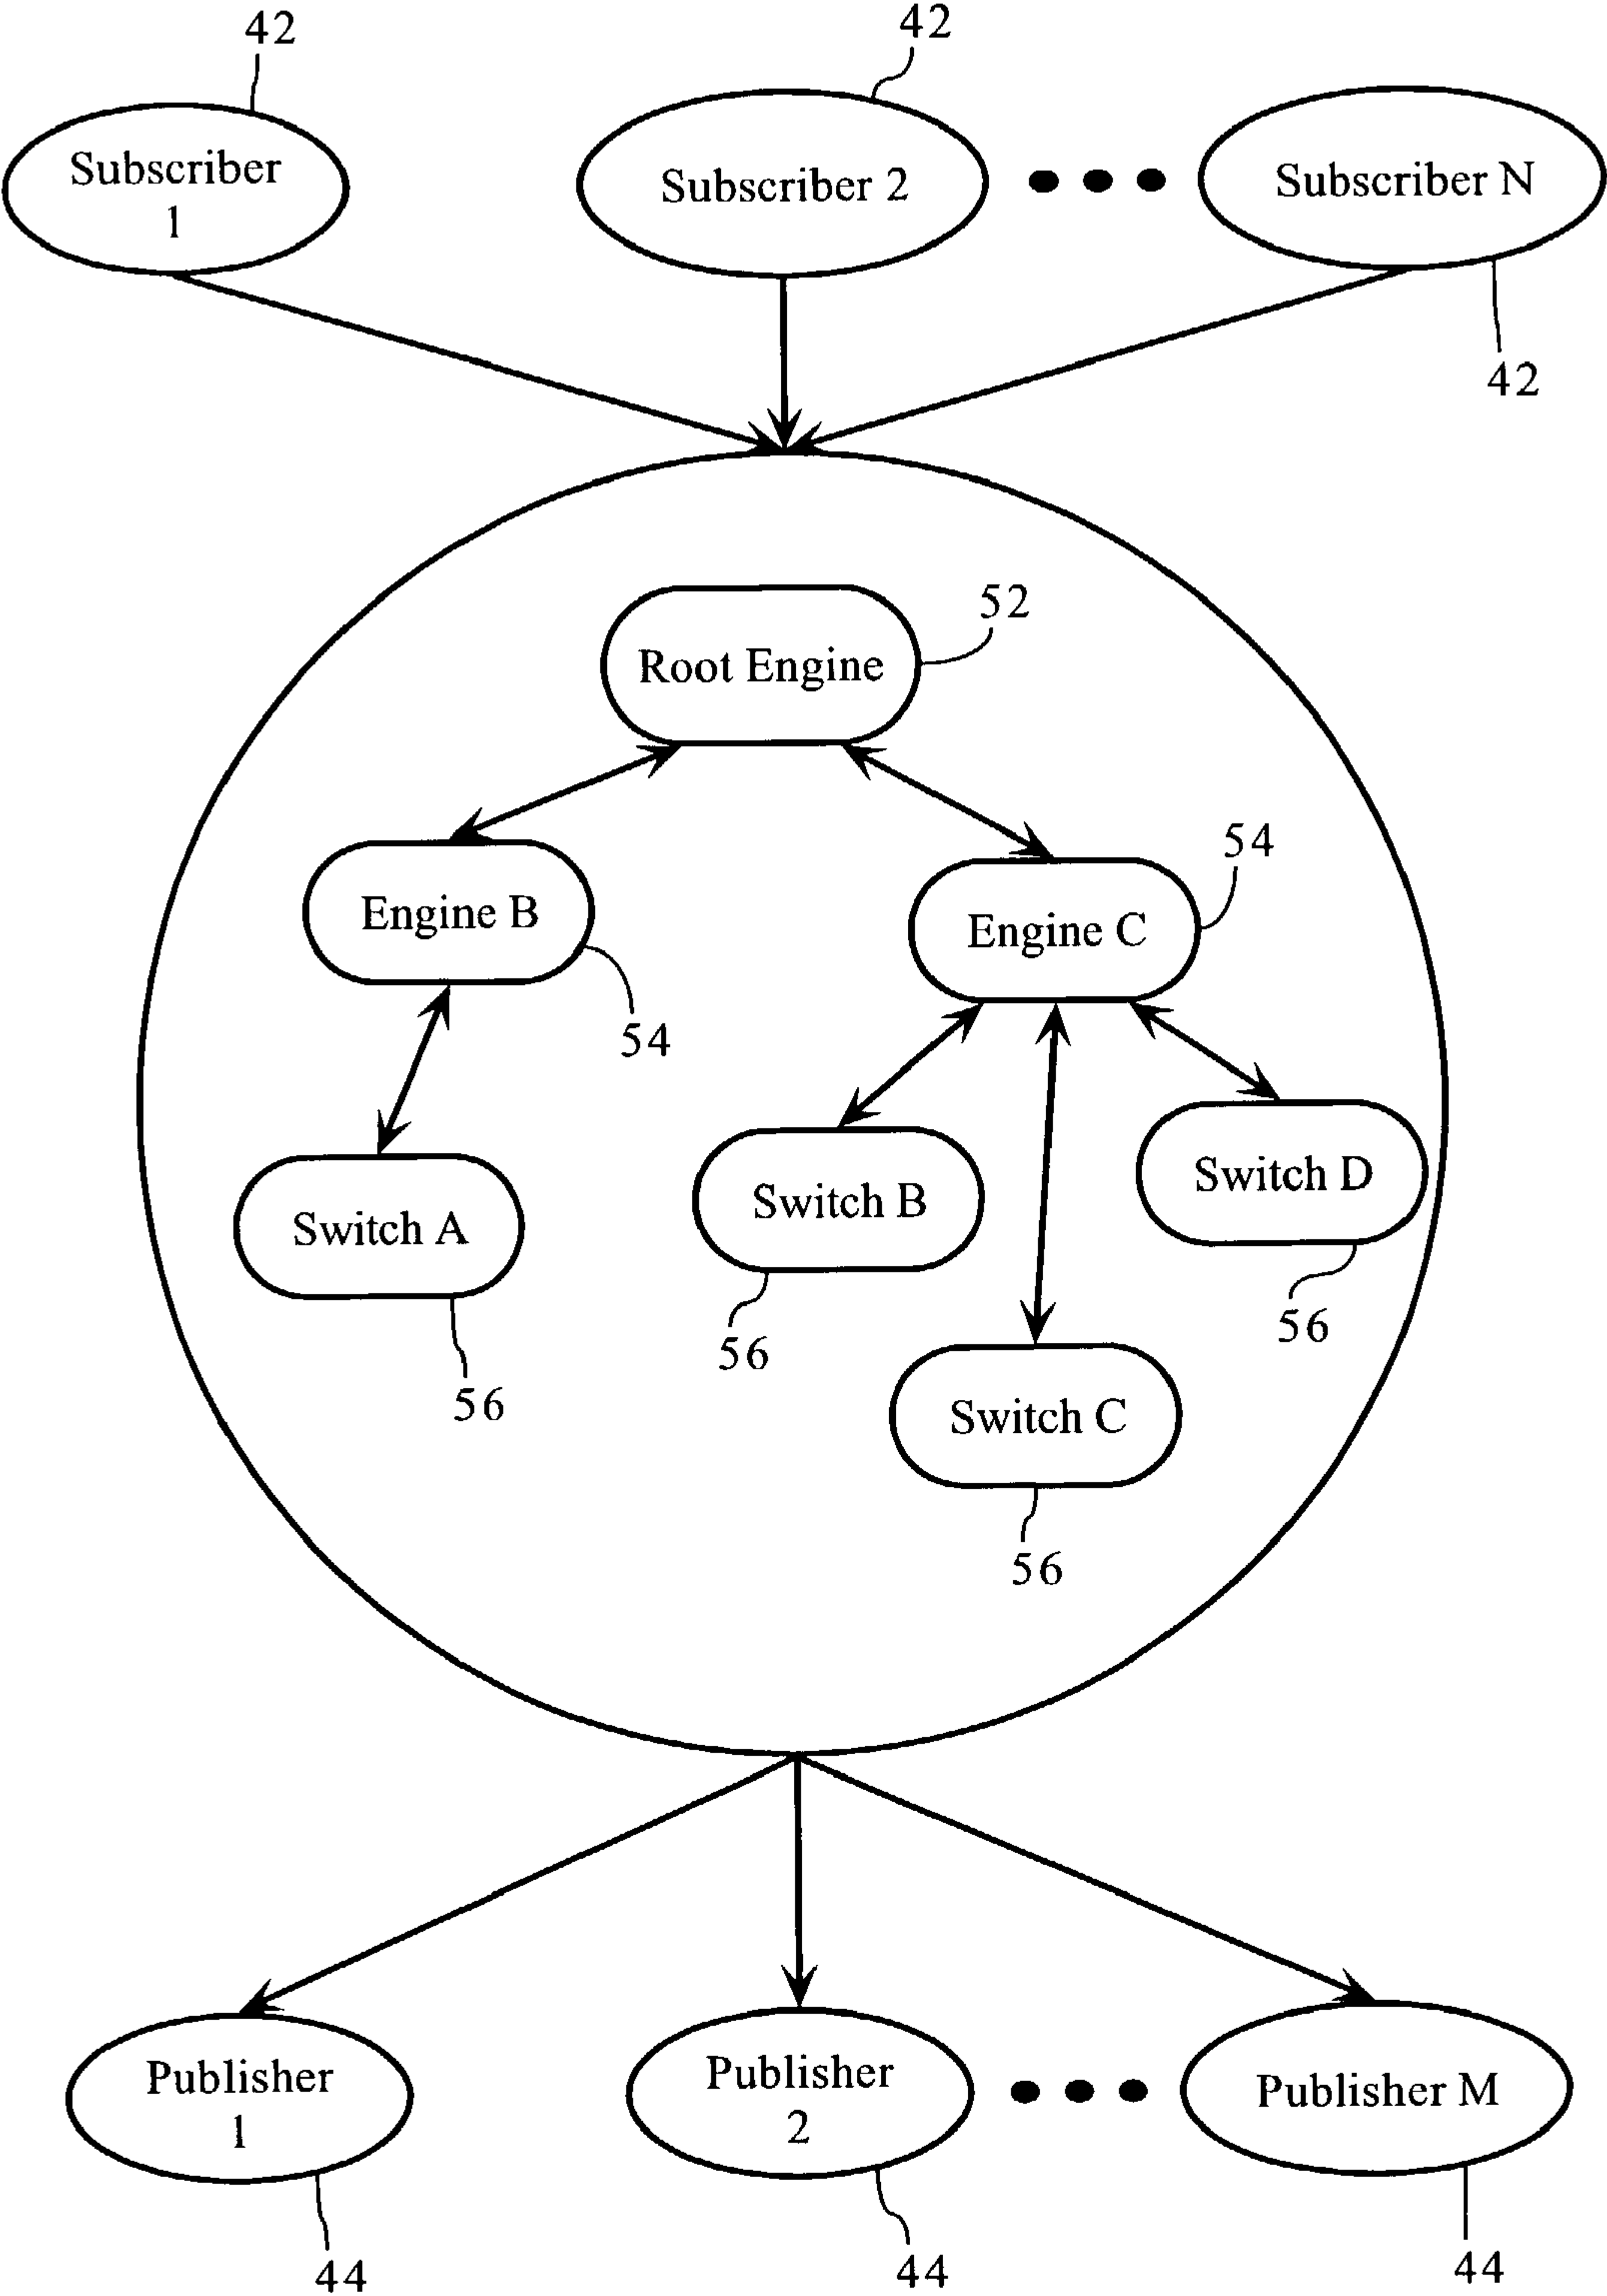 42
42
Subscriber
1
Subscriber 2
Subscriber N
42
52
Root Engine
54
Engine B
Engine C
54
Switch A
Switch B
Switch D
56
56
56
Switch C
56
Publisher
1
Publisher
2
Publisher M
44
44
44